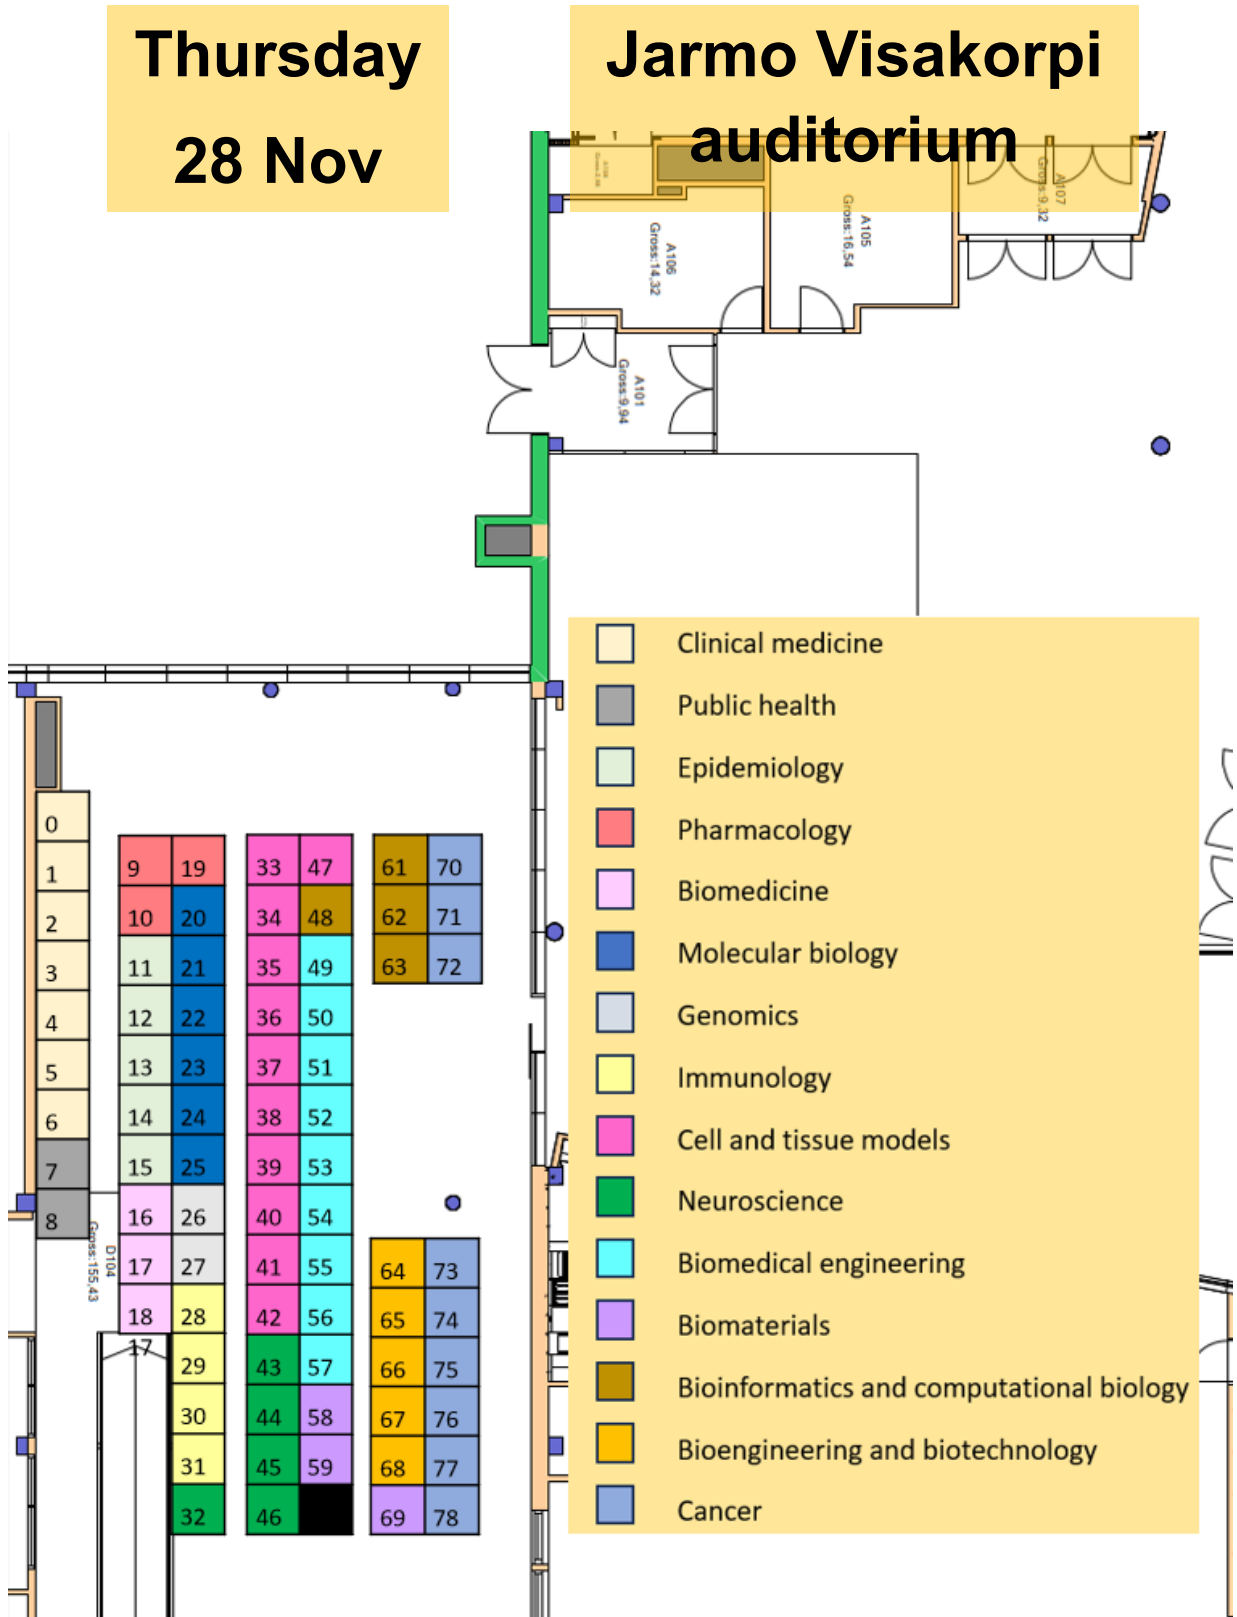 Thursday
28 Nov
Jarmo Visakorpi
auditorium
A107
Gross:9,32
A105
Gross:16,54
A106
Gross:14,32
A101
Gross:9,94
Clinical medicine
Public health
Epidemiology
Pharmacology
Biomedicine
Molecular biology
Genomics
Immunology
Cell and tissue models
Neuroscience
Biomedical engineering
Biomaterials
Bioinformatics and computational biology
Bioengineering and biotechnology
Cancer
0
1
2
3
4
5
6
7
8
D104
Gross:155,43
9 19
10 20
11 21
12 22
13 23
14 24
15 25
16 26
17 27
18 28
17
29
30
31
32
33 47
34 48
35 49
36 50
37 51
38 52
39 53
40 54
41 55
42 56
43 57
44 58
45 59
46
61 70
62 71
63 72
64 73
65 74
66 75
67 76
68 77
69 78